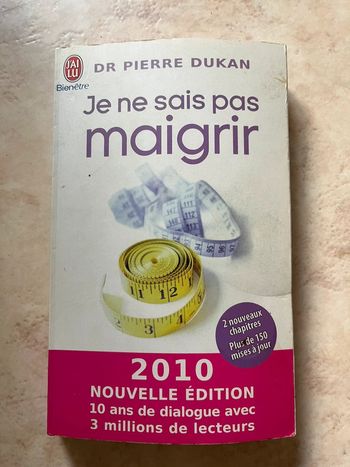 J'AI
LU
Bien-être
DR PIERRE DUKAN
Je ne sais pas
maigrir
2 nouveaux
chapitres
Plus de 150
mises à jour
2010
NOUVELLE ÉDITION
10 ans de dialogue avec
3 millions de lecteurs